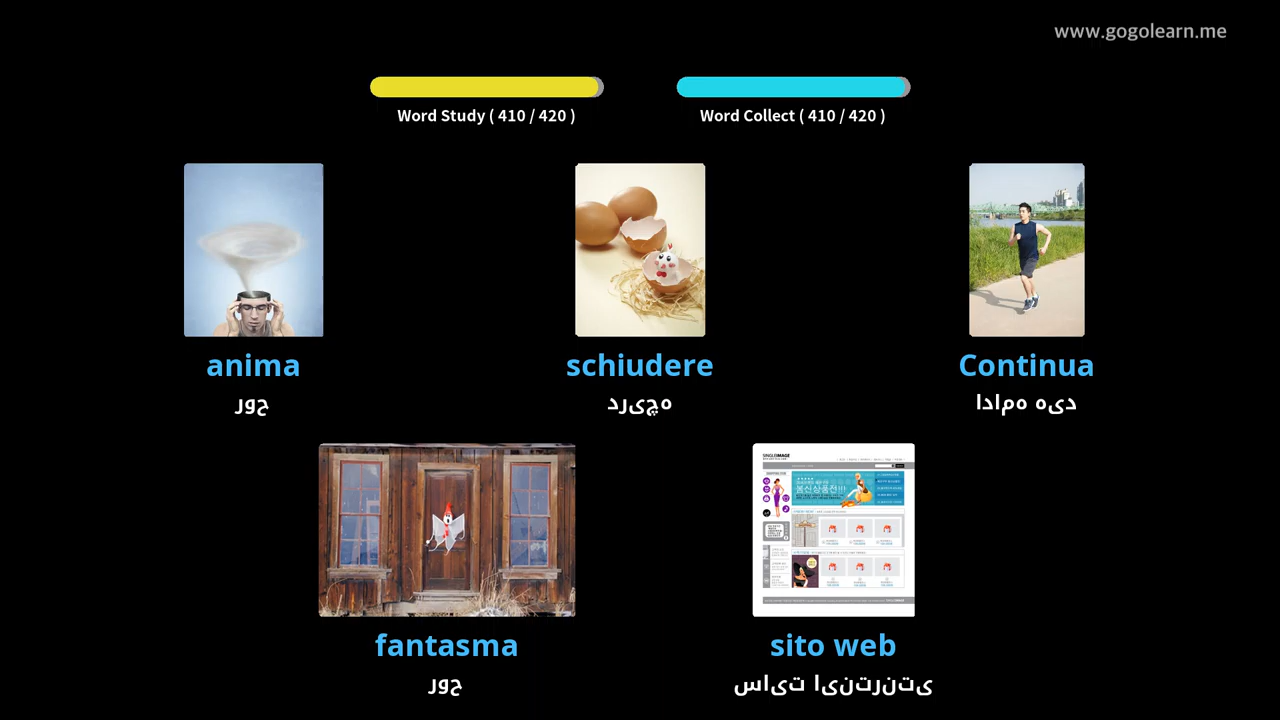 www.gogolearn.me
Word Study ( 410 / 420 )
Word Collect ( 410 / 420 )
anima
schiudere
Continua
روح
دریچه
ادامه هید
fantasma
sito web
روح
سایت اینترنتی